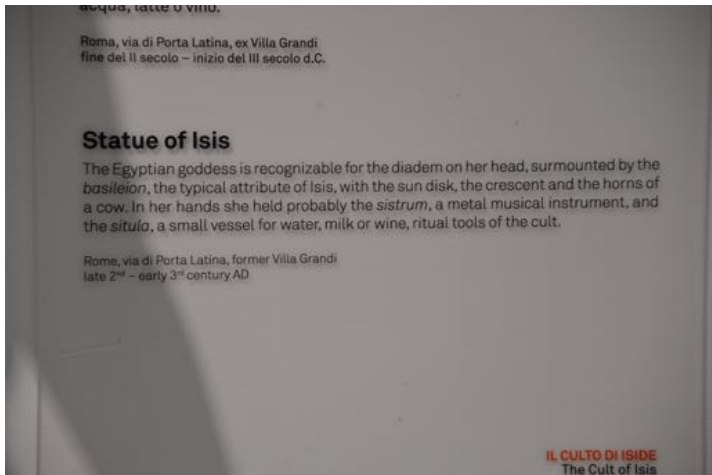 acqua, latte o vino.
Roma, via di Porta Latina, ex Villa Grandi
fine del II secolo – inizio del III secolo d.C.
Statue of Isis
The Egyptian goddess is recognizable for the diadem on her head, surmounted by the
basileion, the typical attribute of Isis, with the sun disk, the crescent and the horns of
a cow. In her hands she held probably the sistrum, a metal musical instrument, and
the situla, a small vessel for water, milk or wine, ritual tools of the cult.
Rome, via di Porta Latina, former Villa Grandi
late 2nd – early 3rd century AD
IL CULTO DI ISIDE
The Cult of Isis